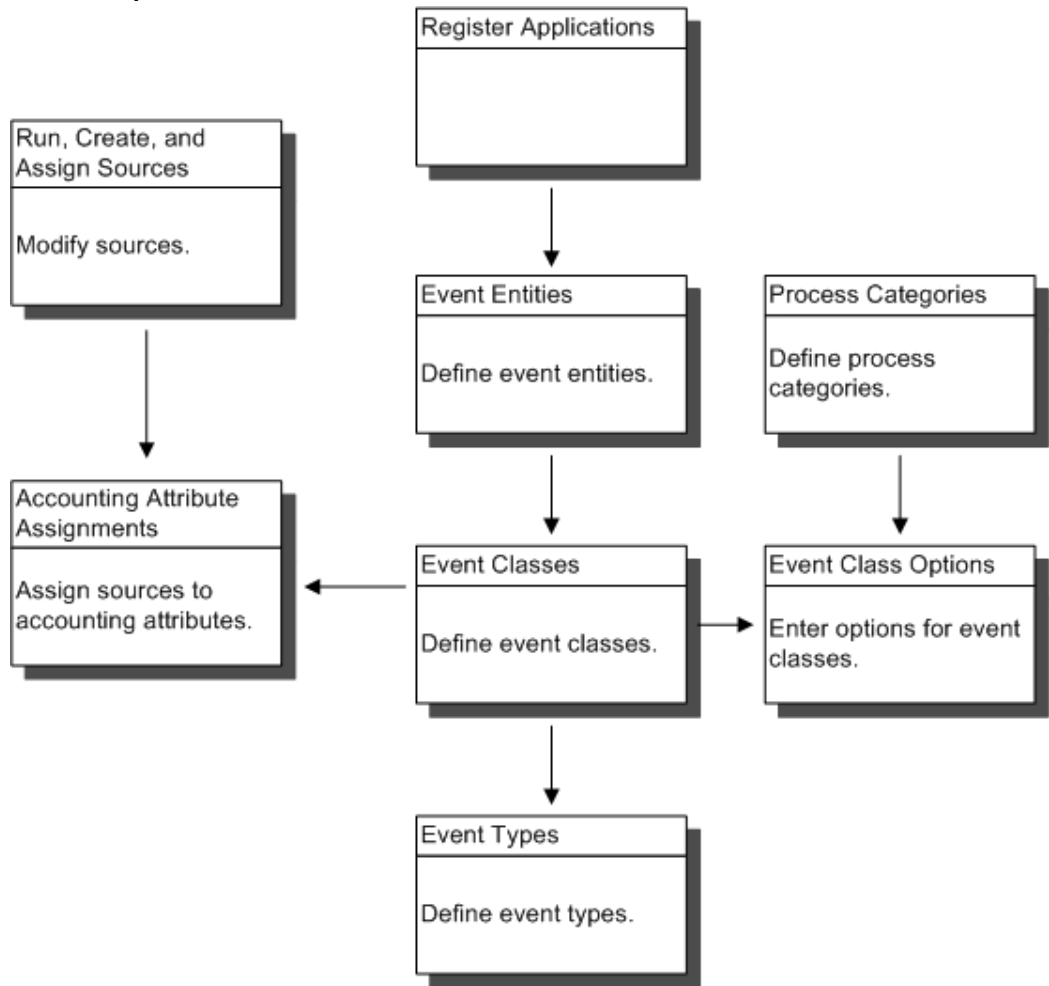 Register Applications
Run, Create, and
Assign Sources
Modify sources.
Event Entities
Define event entities.
Process Categories
Define process
categories.
Accounting Attribute
Assignments
Assign sources to
accounting attributes.
Event Classes
Define event classes.
Event Class Options
Enter options for event
classes.
Event Types
Define event types.